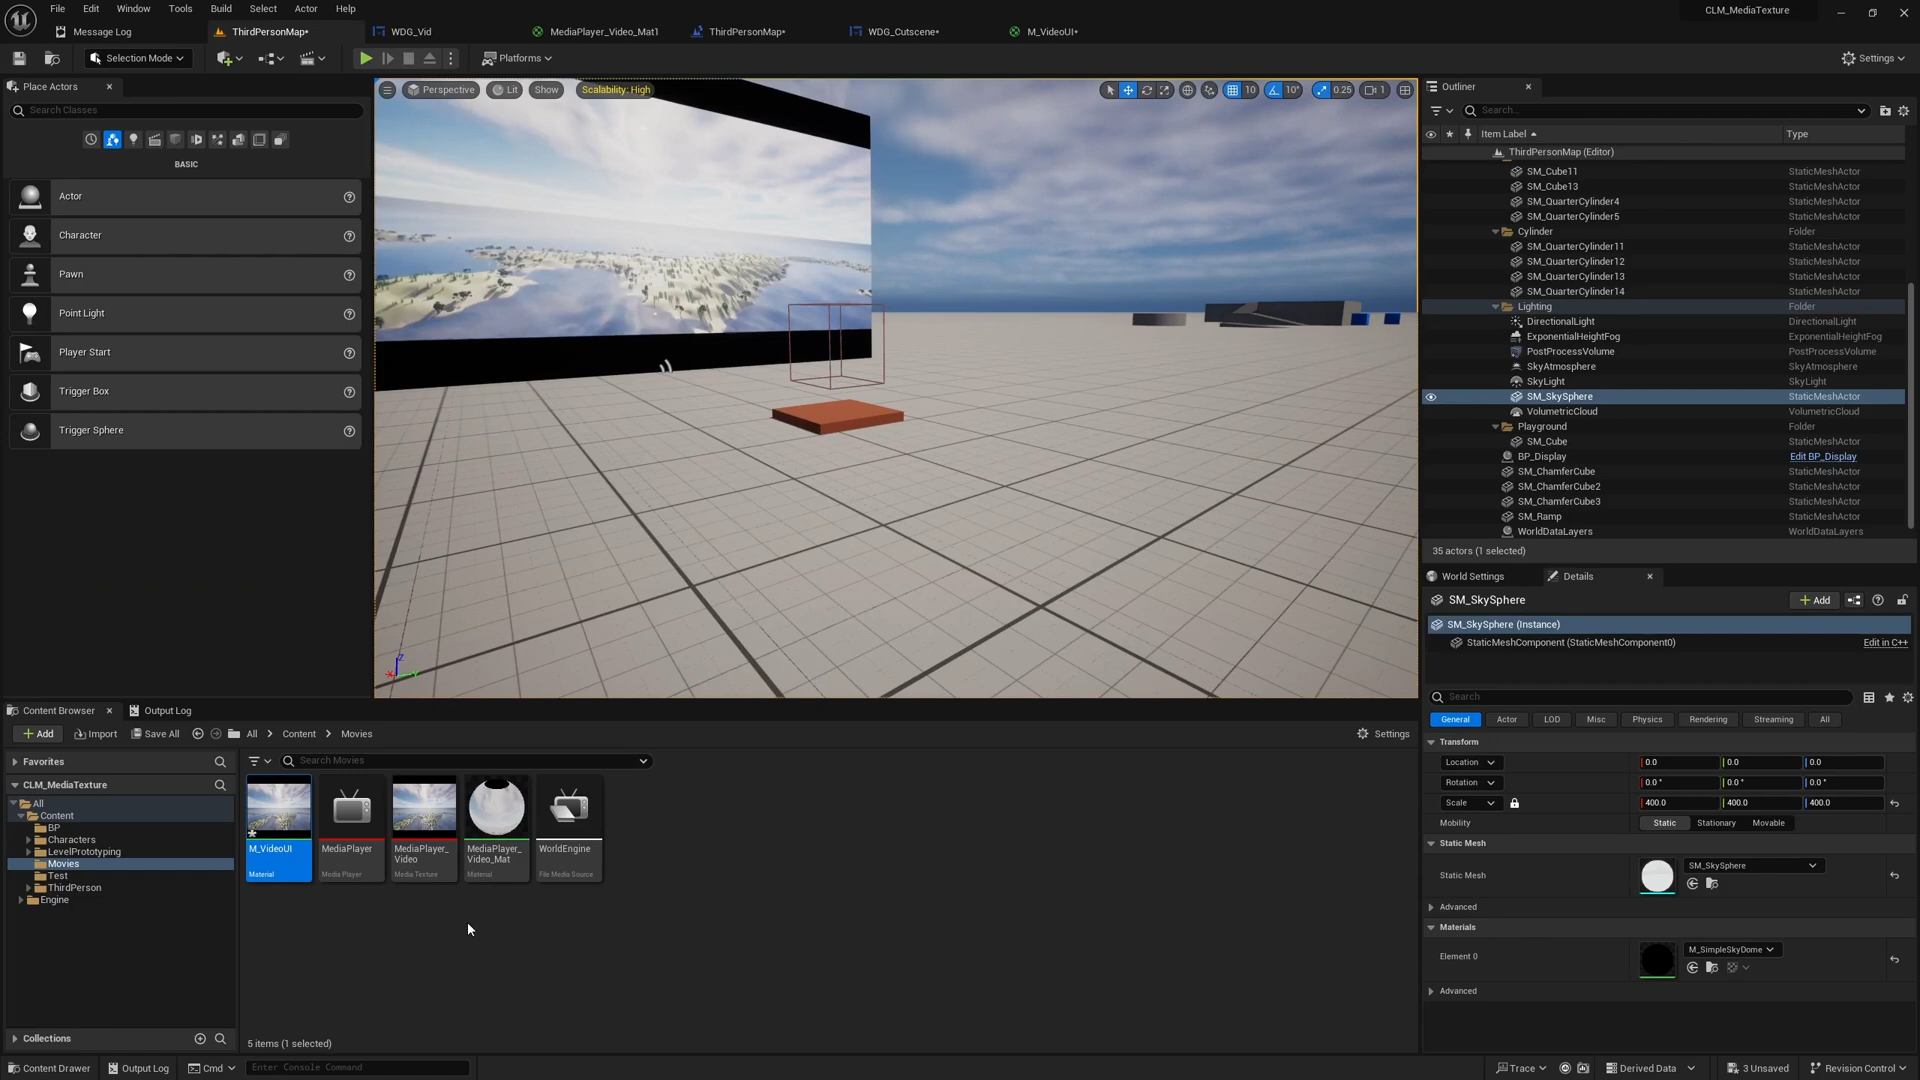 File Edit Window Tools Build Select Actor Help
CLM_MediaTexture
Message Log ThirdPersonMap• WDG_Vid MediaPlayer_Video_Mat1 ThirdPersonMap• WDG_Cutscene• M_VideoUI•
Selection Mode Platforms Settings
Place Actors
Search Classes
BASIC
Actor
Character
Pawn
Point Light
Player Start
Trigger Box
Trigger Sphere
Perspective Lit Show Scalability: High 10 10° 0.25 1
Z
X
Outliner
Search...
Item Label Type
ThirdPersonMap (Editor)
SM_Cube11 StaticMeshActor
SM_Cube13 StaticMeshActor
SM_QuarterCylinder4 StaticMeshActor
SM_QuarterCylinder5 StaticMeshActor
Cylinder Folder
SM_QuarterCylinder11 StaticMeshActor
SM_QuarterCylinder12 StaticMeshActor
SM_QuarterCylinder13 StaticMeshActor
SM_QuarterCylinder14 StaticMeshActor
Lighting Folder
DirectionalLight DirectionalLight
ExponentialHeightFog ExponentialHeightFog
PostProcessVolume PostProcessVolume
SkyAtmosphere SkyAtmosphere
SkyLight SkyLight
SM_SkySphere StaticMeshActor
VolumetricCloud VolumetricCloud
Playground Folder
SM_Cube StaticMeshActor
BP_Display Edit BP_Display
SM_ChamferCube StaticMeshActor
SM_ChamferCube2 StaticMeshActor
SM_ChamferCube3 StaticMeshActor
SM_Ramp StaticMeshActor
WorldDataLayers WorldDataLayers
35 actors (1 selected)
World Settings Details
SM_SkySphere Add
SM_SkySphere (Instance)
StaticMeshComponent (StaticMeshComponent0) Edit in C++
Search
General Actor LOD Misc Physics Rendering Streaming All
Transform
Location 0.0 0.0 0.0
Rotation 0.0 ° 0.0 ° 0.0 °
Scale 400.0 400.0 400.0
Mobility Static Stationary Movable
Static Mesh
Static Mesh SM_SkySphere
Advanced
Materials
Element 0 M_SimpleSkyDome
Advanced
Content Browser Output Log
Add Import Save All All Content Movies Settings
Favorites
CLM_MediaTexture
All
Content
BP
Characters
LevelPrototyping
Movies
Test
ThirdPerson
Engine
Collections
Search Movies
M_VideoUI
Material
MediaPlayer
Media Player
MediaPlayer_
Video
Media Texture
MediaPlayer_
Video_Mat
Material
WorldEngine
File Media Source
5 items (1 selected)
Content Drawer Output Log Cmd Enter Console Command Trace Derived Data 3 Unsaved Revision Control